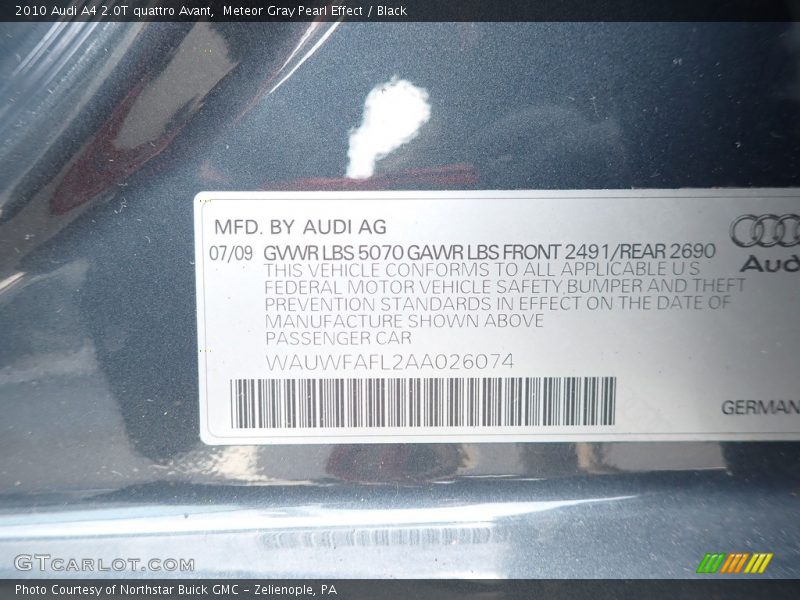 2010 Audi A4 2.0T quattro Avant, Meteor Gray Pearl Effect / Black
MFD. BY AUDI AG
07/09 GVWR LBS 5070 GAWR LBS FRONT 2491/REAR 2690
THIS VEHICLE CONFORMS TO ALL APPLICABLE U S
FEDERAL MOTOR VEHICLE SAFETY,BUMPER AND THEFT
PREVENTION STANDARDS IN EFFECT ON THE DATE OF
MANUFACTURE SHOWN ABOVE
PASSENGER CAR
WAUWFAFL2AA026074
Audi
GERMAN
GTCARLOT.COM
Photo Courtesy of Northstar Buick GMC - Zelienople, PA